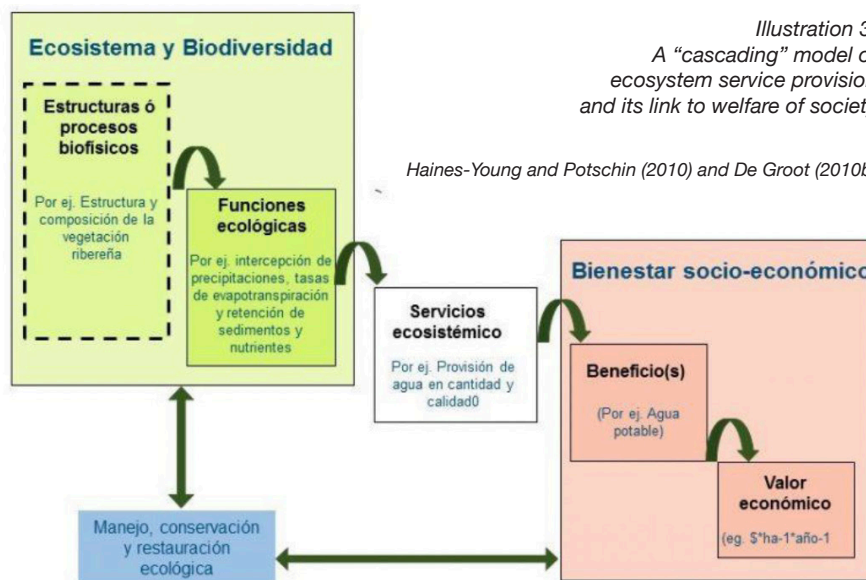 Illustration 3
A “cascading” model o
ecosystem service provision
and its link to welfare of society
Haines-Young and Potschin (2010) and De Groot (2010b
Ecosistema y Biodiversidad
Estructuras ó
procesos
biofísicos
Por ej. Estructura y
composición de la
vegetación
ribereña
Funciones
ecológicas
Por ej. intercepción de
precipitaciones, tasas
de evapotranspiración
y retención de
sedimentos y
nutrientes
Servicios
ecosistémico
Por ej. Provisión de
agua en cantidad y
calidad0
Bienestar socio-económico
Beneficio(s)
(Por ej. Agua
potable)
Valor
económico
(eg. $*ha-1*año-1
Manejo, conservación
y restauración
ecológica